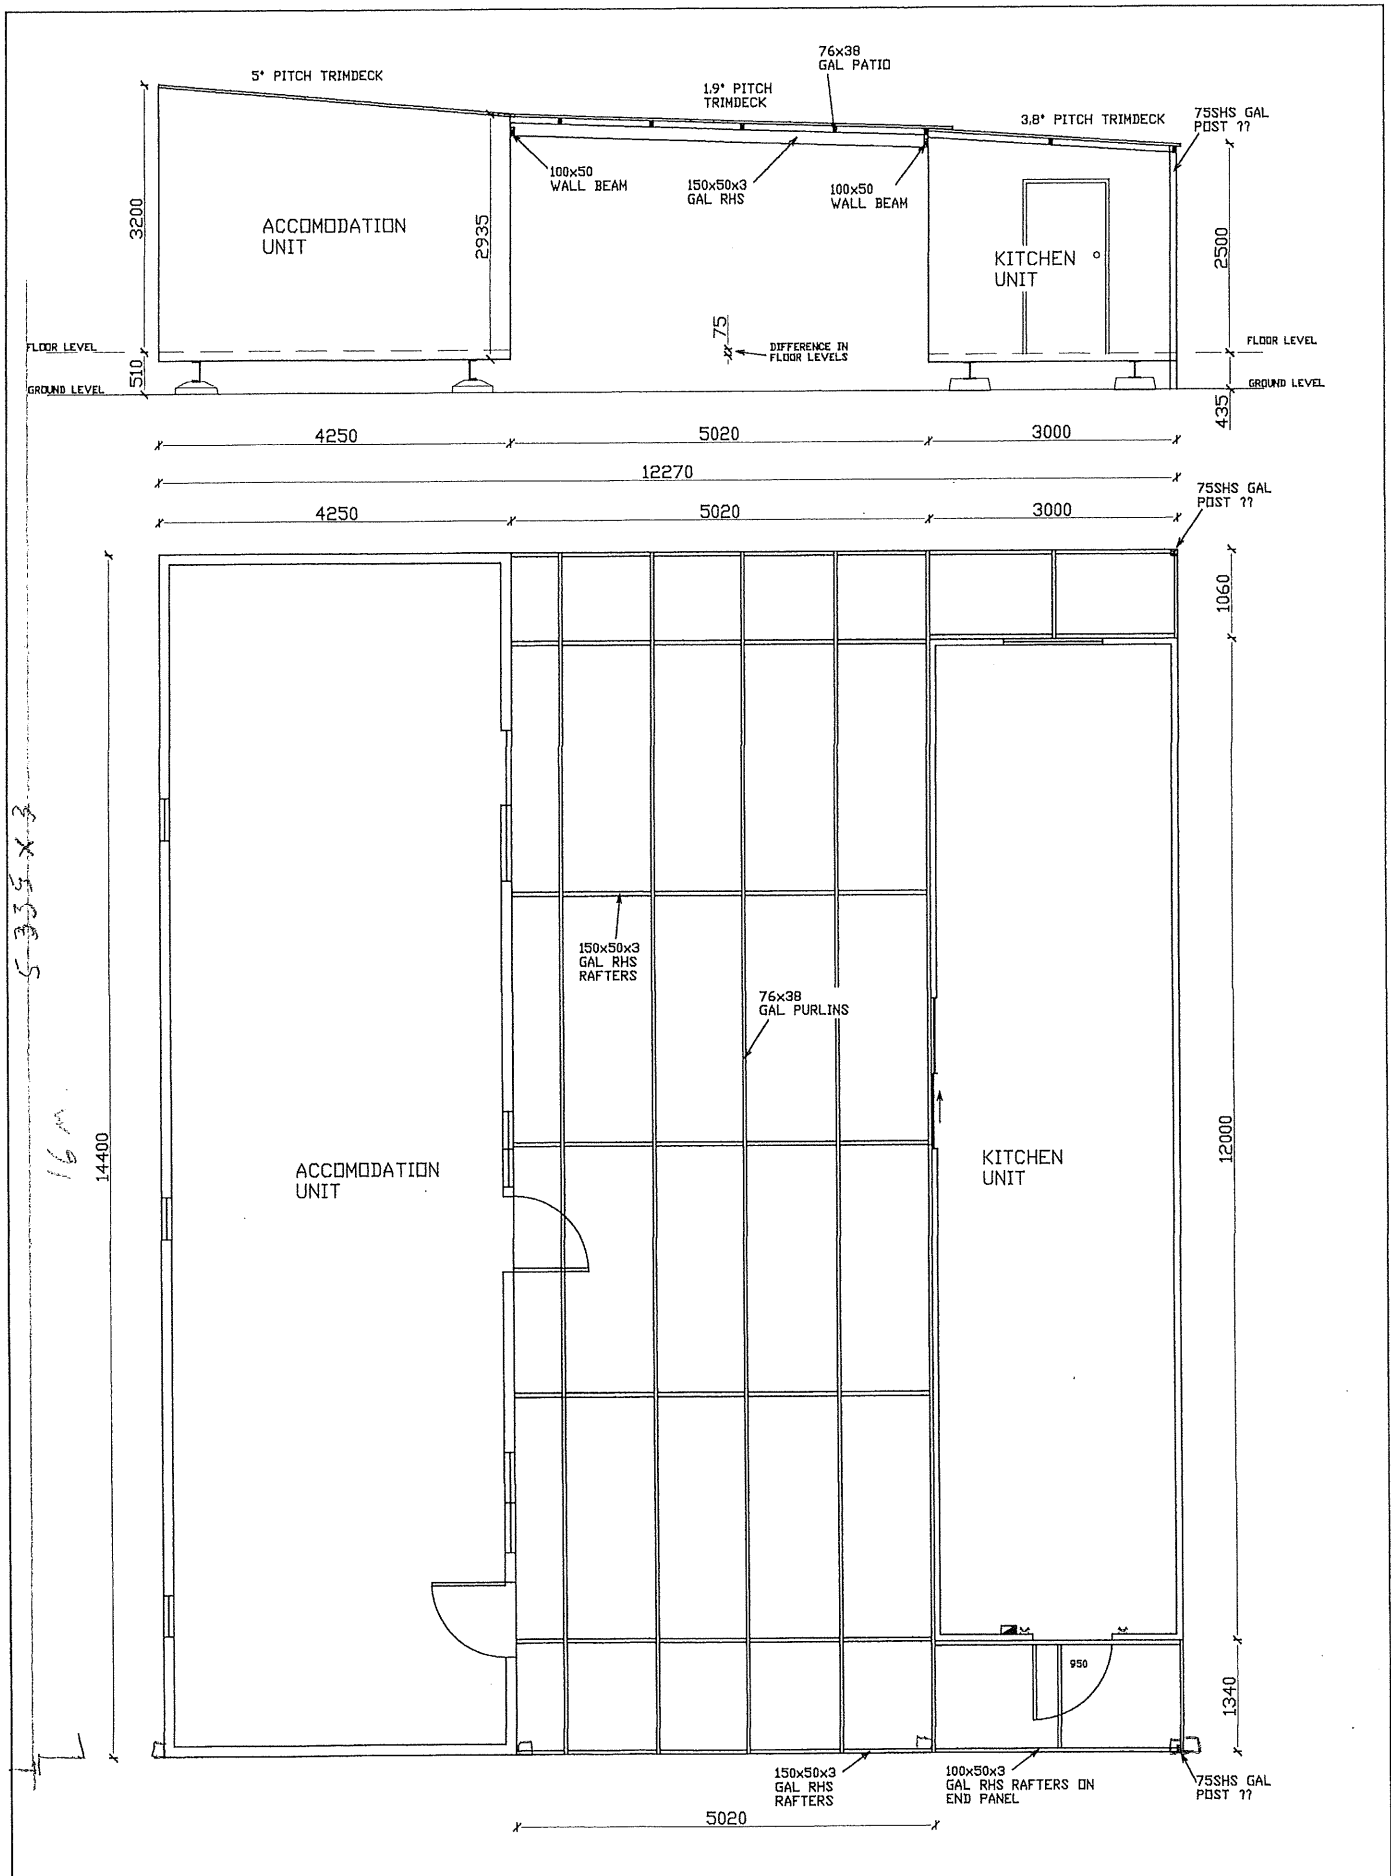 5° PITCH TRIMDECK
76x38
GAL PATIO
1.9° PITCH
TRIMDECK
3.8° PITCH TRIMDECK
75SHS GAL
POST ??
100x50
WALL BEAM
150x50x3
GAL RHS
100x50
WALL BEAM
3200
ACCOMODATION
UNIT
2935
KITCHEN
UNIT
2500
75
DIFFERENCE IN
FLOOR LEVELS
FLOOR LEVEL
FLOOR LEVEL
510
GROUND LEVEL
GROUND LEVEL
435
4250
5020
3000
12270
4250
5020
3000
75SHS GAL
POST ??
1060
5335 x 3
150x50x3
GAL RHS
RAFTERS
76x38
GAL PURLINS
16 m.
14400
ACCOMODATION
UNIT
KITCHEN
UNIT
12000
950
1340
150x50x3
GAL RHS
RAFTERS
100x50x3
GAL RHS RAFTERS ON
END PANEL
75SHS GAL
POST ??
5020